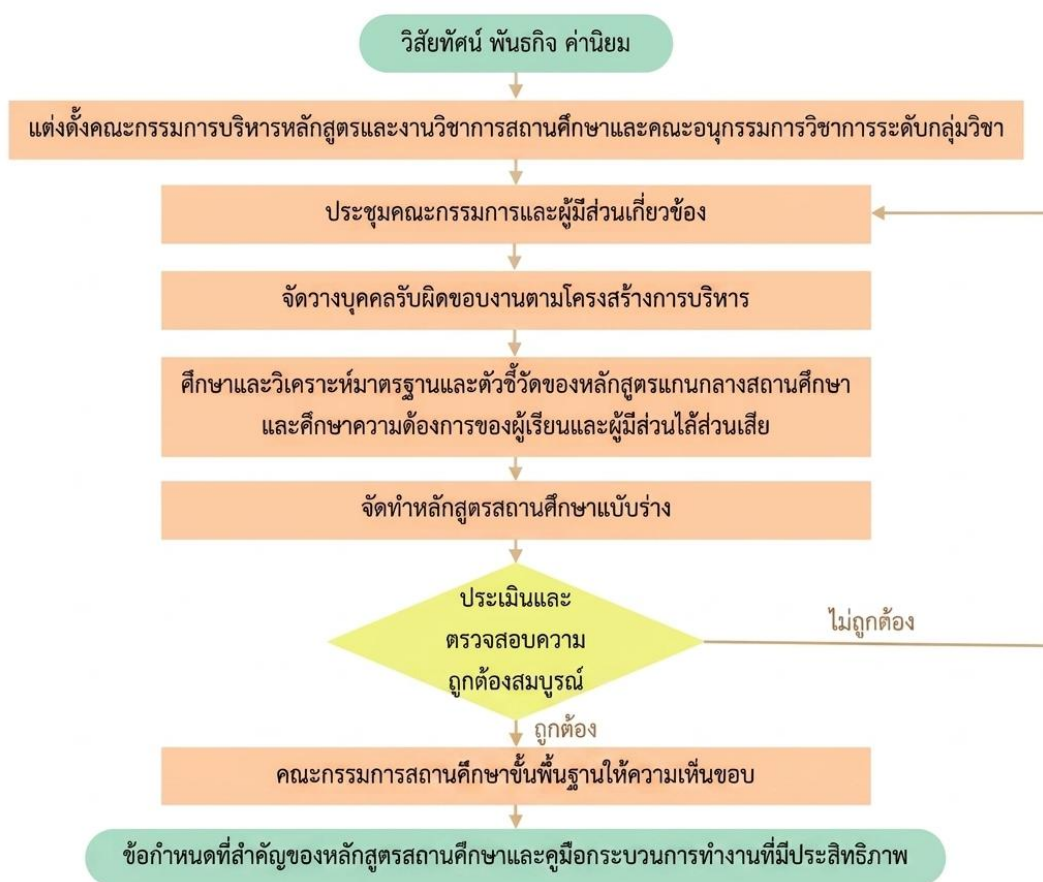 วิสัยทัศน์ พันธกิจ ค่านิยม
แต่งดั้งคณะกรรมการบริหารหลักสูตรและงานวิชาการสถานศึกษาและคณะอนุกรรมการวิชาการระดับกลุ่มวิชา
ประชุมคณะกรรมการและผู้มีส่วนเกี่ยวข้อง
จัดวางบุคคลรับผิดขอบงานตามโครงสร้างการบริหาร
ศึกษาและวิเคราะห์มาตรฐานและตัวชี้วัดของหลักสูตรแกนกลางสถานศึกษา
และศึกษาความด้องการของผู้เรียนและผู้มีส่วนไล้ส่วนเสีย
จัดทำหลักสูตรสถานศึกษาแบับร่าง
ประเมินและ
ตรวจสอบความ
ถูกต้องสมบูรณ์
ไม่ถูกต้อง
ถูกต้อง
คณะกรรมการสถานศึกษาขั้นพื้นฐานให้ความเห็นขอบ
ข้อกำหนดที่สำคัญของหลักสูตรสถานศึกษาและคูมือกระบวนการทำงานที่มีประสิทธิภาพ